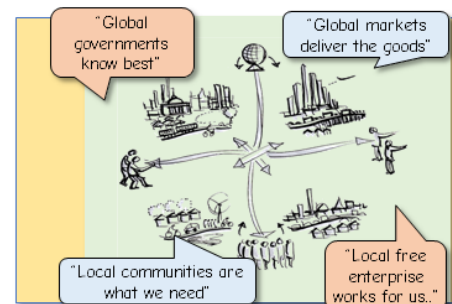 "Global
governments
know best"
"Global markets
deliver the goods"
"Local communities are
what we need"
"Local free
enterprise
works for us.."